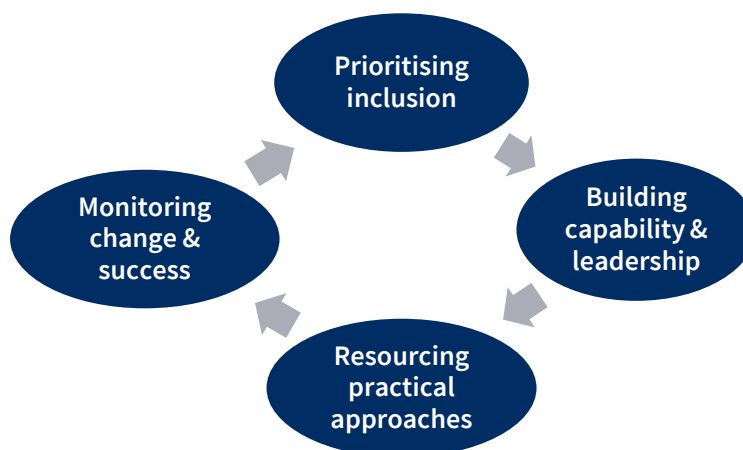 Prioritising
inclusion
Building
capability &
leadership
Resourcing
practical
approaches
Monitoring
change &
success